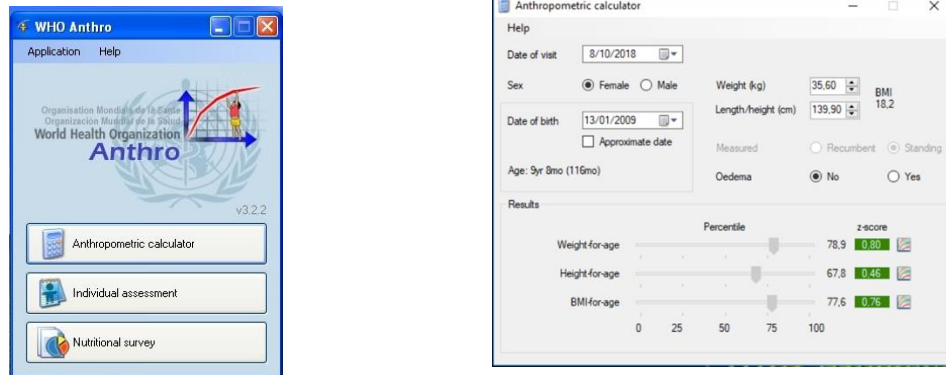 WHO Anthro
Application Help
Organisation Mondiale de la Santé
Organización Mundial de la Salud
World Health Organization
Anthro
v3.2.2
Anthropometric calculator
Individual assessment
Nutritional survey
Anthropometric calculator
Help
Date of visit 8/10/2018
Sex Female Male Weight (kg) 35,60 BMI
Length/height (cm) 139,90 18,2
Date of birth 13/01/2009
Approximate date
Measured Recumbent Standing
Age: 9yr 8mo (116mo)
Oedema No Yes
Results
Percentile z-score
Weight-for-age 78,9 0.80
Height-for-age 67,8 0.46
BMI-for-age 77,6 0.76
0 25 50 75 100